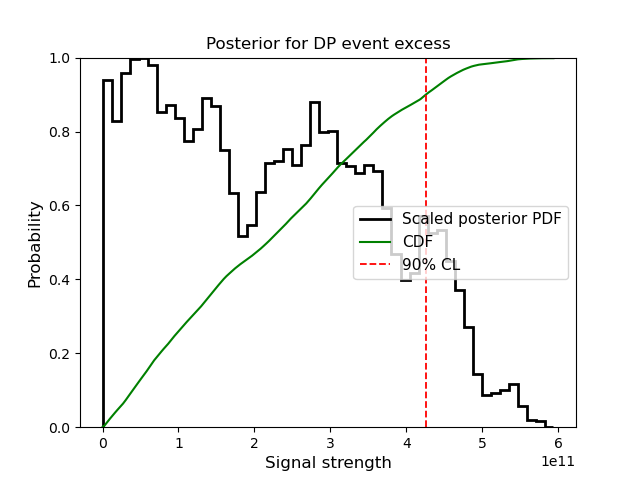 Posterior for DP event excess
Probability
1.0
0.8
0.6
0.4
0.2
0.0
Scaled posterior PDF
CDF
90% CL
0 1 2 3 4 5 6
1e11
Signal strength